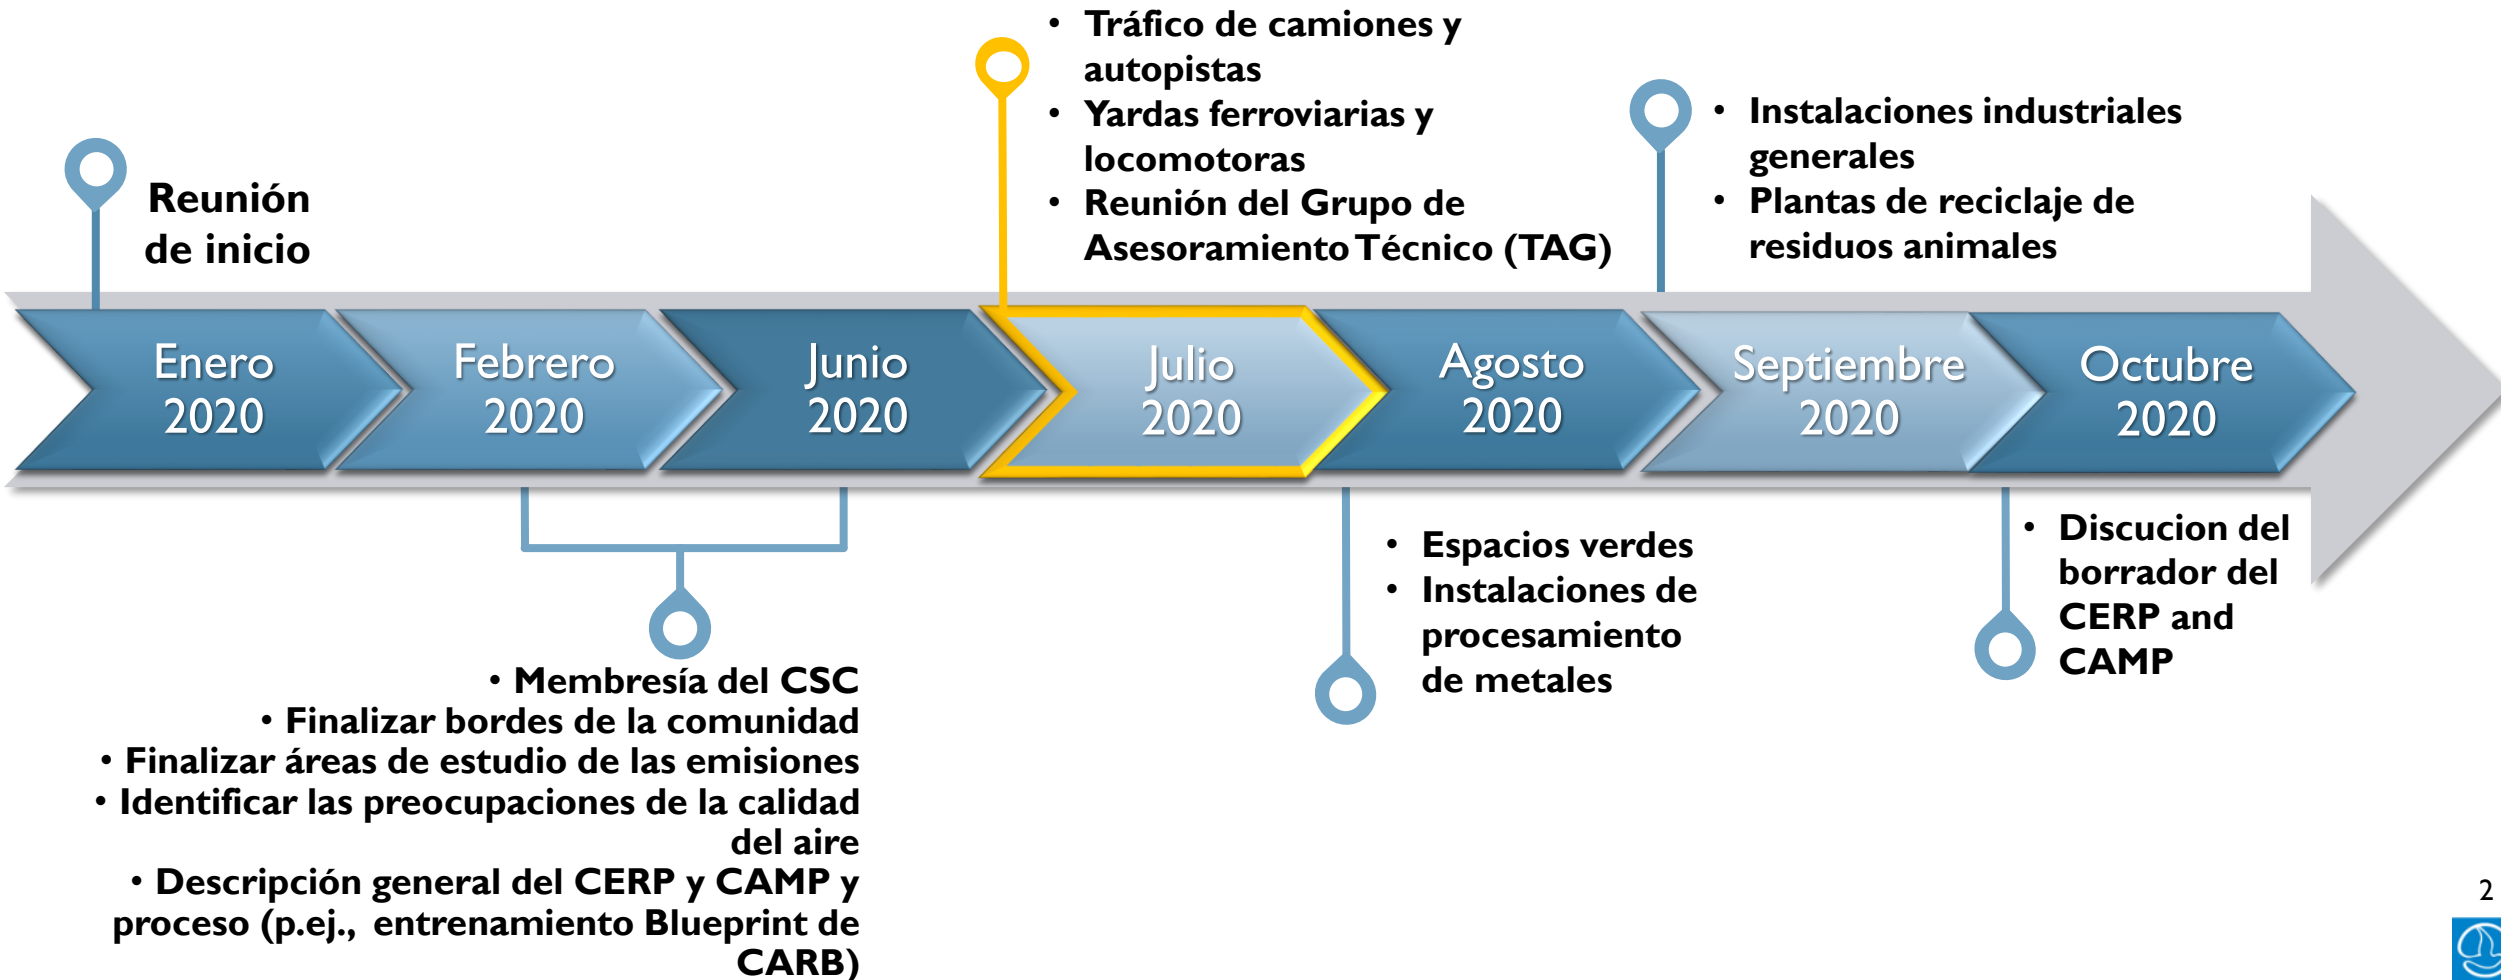 • Tráfico de camiones y
autopistas
• Yardas ferroviarias y
locomotoras
• Reunión del Grupo de
Asesoramiento Técnico (TAG)
• Instalaciones industriales
generales
• Plantas de reciclaje de
residuos animales
Reunión
de inicio
Enero
2020
Febrero
2020
Junio
2020
Julio
2020
Agosto
2020
Septiembre
2020
Octubre
2020
• Membresía del CSC
• Finalizar bordes de la comunidad
• Finalizar áreas de estudio de las emisiones
• Identificar las preocupaciones de la calidad
del aire
• Descripción general del CERP y CAMP y
proceso (p.ej., entrenamiento Blueprint de
CARB)
• Espacios verdes
• Instalaciones de
procesamiento
de metales
• Discucion del
borrador del
CERP and
CAMP
2